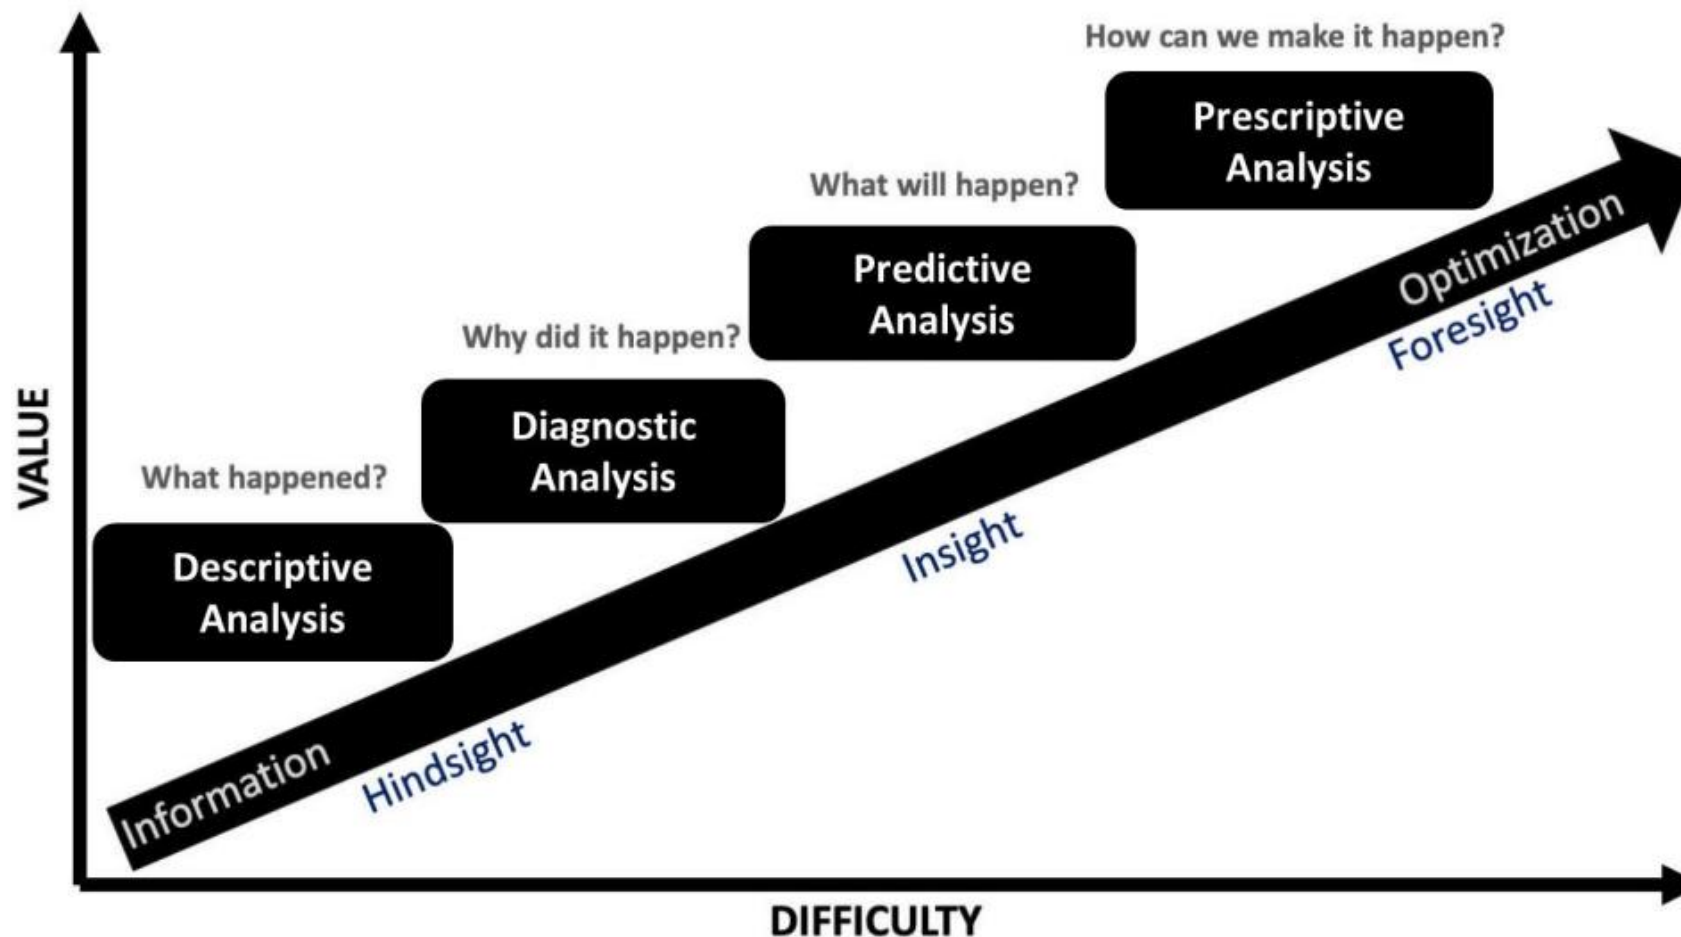 How can we make it happen?
Prescriptive
Analysis
What will happen?
Predictive
Analysis
Why did it happen?
Diagnostic
Analysis
What happened?
Descriptive
Analysis
Information
Optimization
Hindsight
Insight
Foresight
VALUE
DIFFICULTY